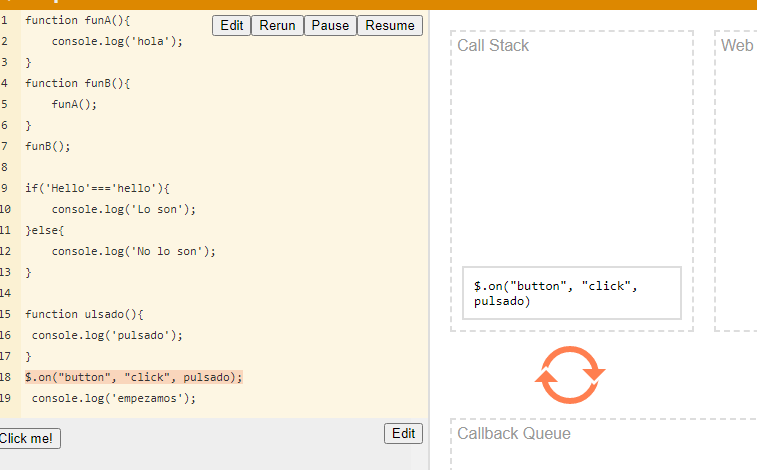 Edit Rerun Pause Resume
1 function funA(){
2 console.log('hola');
3 }
4 function funB(){
5 funA();
6 }
7 funB();
8
9 if('Hello'==='hello'){
10 console.log('Lo son');
11 }else{
12 console.log('No lo son');
13 }
14
15 function ulsado(){
16 console.log('pulsado');
17 }
18 $.on("button", "click", pulsado);
19 console.log('empezamos');
Click me!
Edit
Call Stack
$.on("button", "click",
pulsado)
Web
Callback Queue